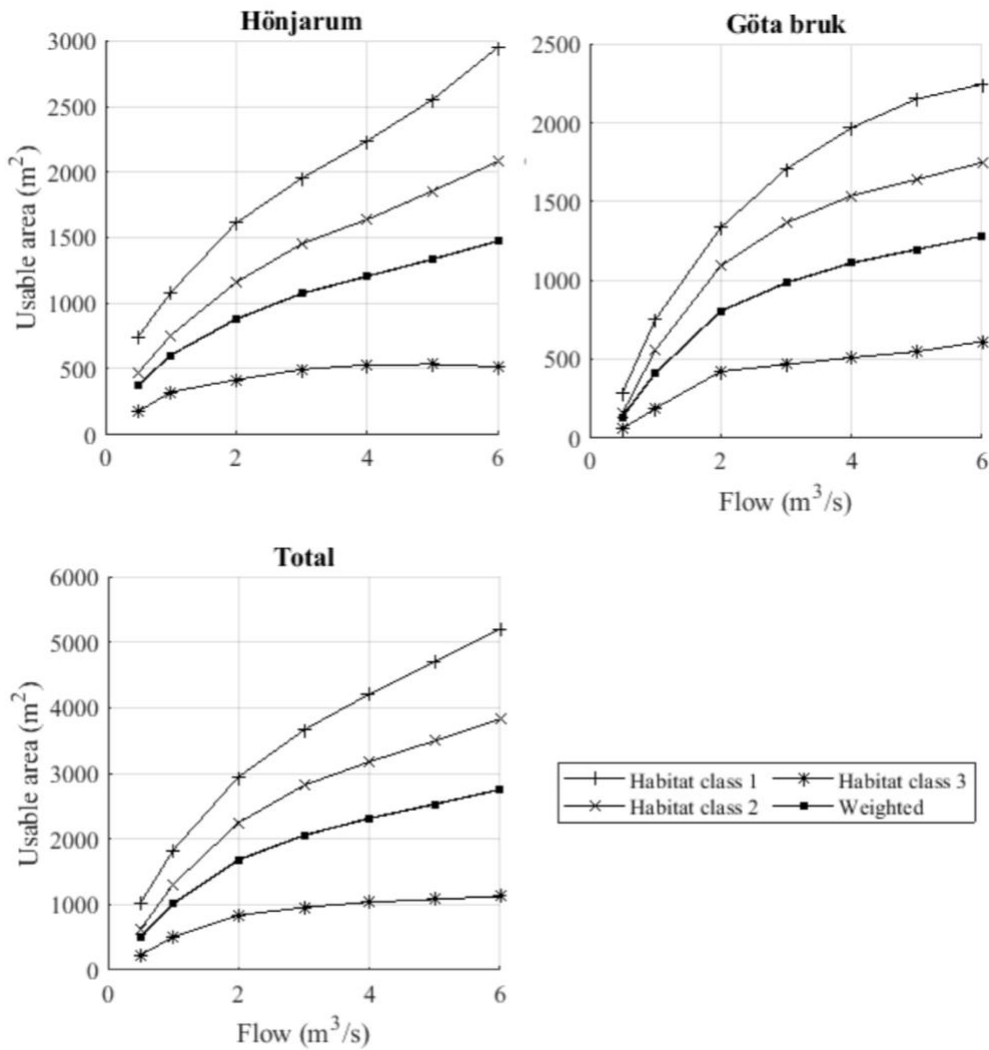 Hönjarum
3000
2500
2000
1500
1000
500
0
Usable area (m²)
0 2 4 6
Göta bruk
2500
2000
1500
1000
500
0
0 2 4 6
Flow (m³/s)
Total
6000
5000
4000
3000
2000
1000
0
Usable area (m²)
0 2 4 6
Flow (m³/s)
Habitat class 1 Habitat class 3
Habitat class 2 Weighted